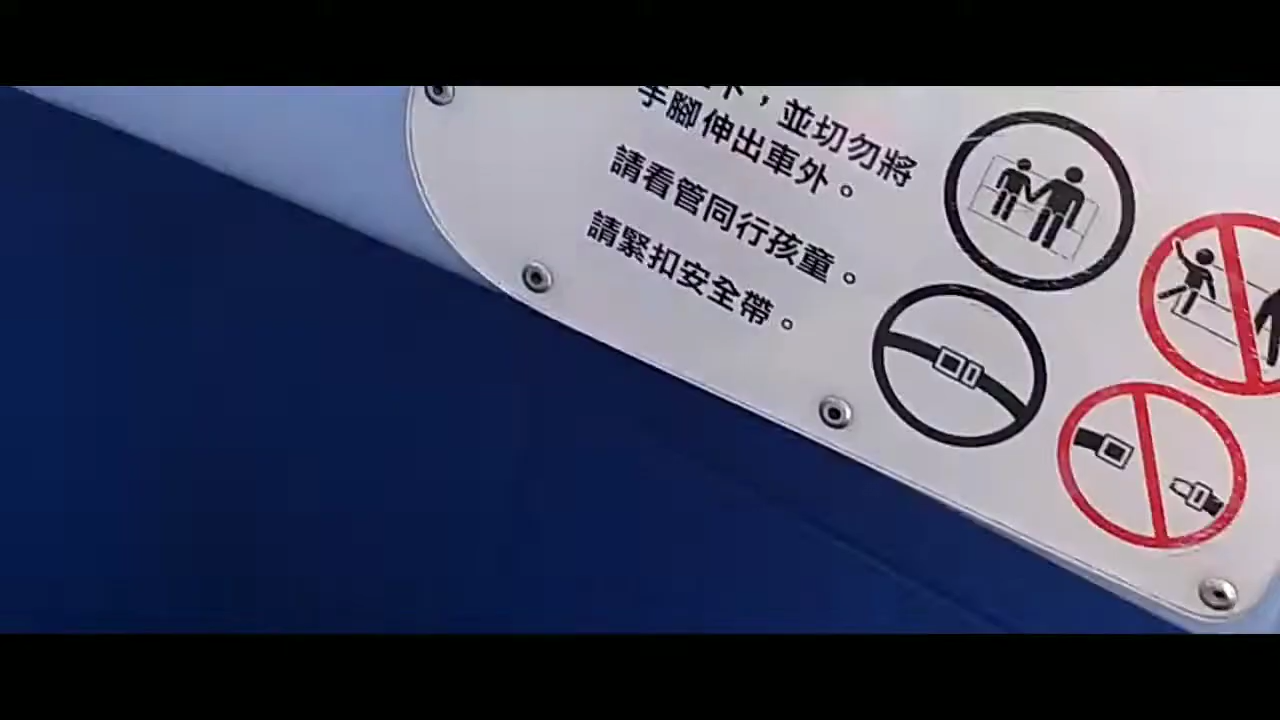 ，並切勿將
手腳伸出車外。
請看管同行孩童。
請緊扣安全帶。